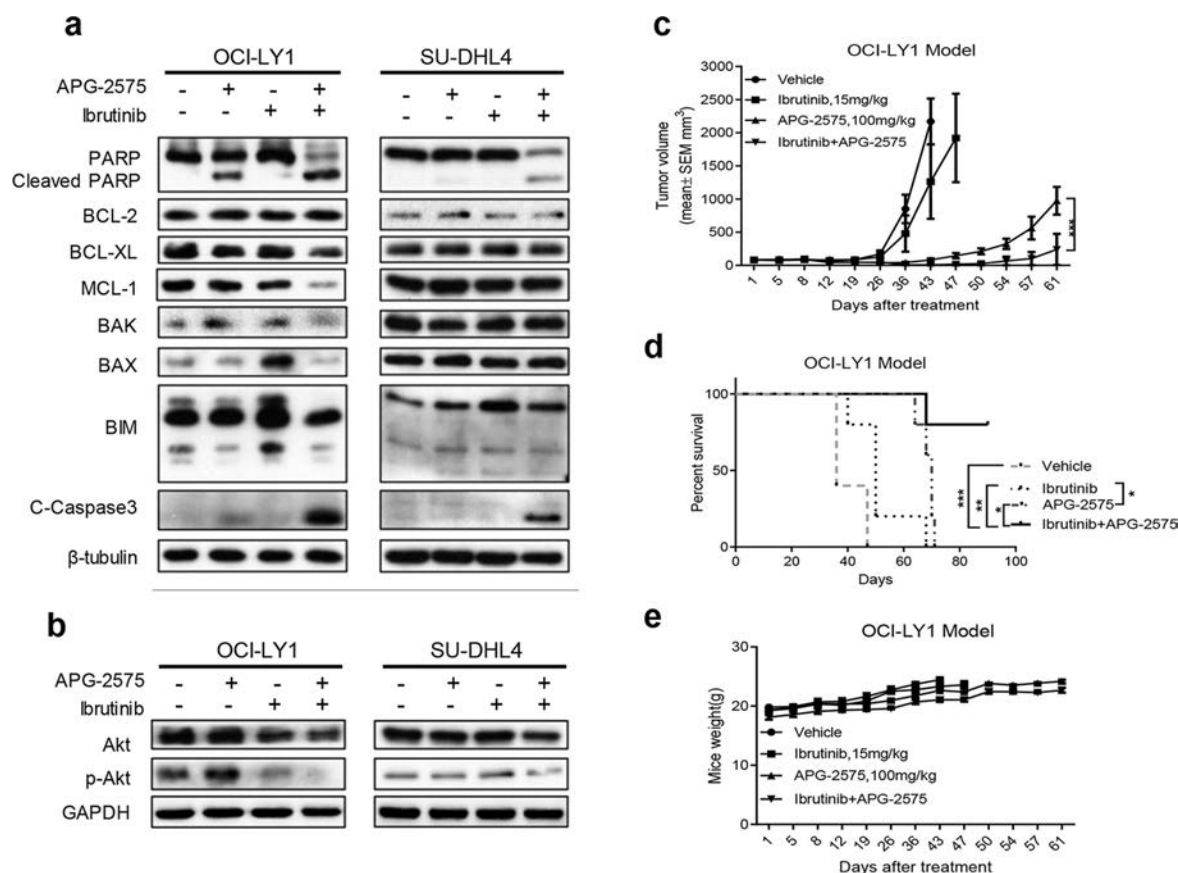 a
OCI-LY1 SU-DHL4
APG-2575 - + - + - + - +
Ibrutinib - - + + - - + +
PARP
Cleaved PARP
BCL-2
BCL-XL
MCL-1
BAK
BAX
BIM
C-Caspase3
β-tubulin
b
OCI-LY1 SU-DHL4
APG-2575 - + - + - + - +
Ibrutinib - - + + - - + +
Akt
p-Akt
GAPDH
c
OCI-LY1 Model
Tumor volume
(mean± SEM mm³)
3000
2500
2000
1500
1000
500
0
Vehicle
Ibrutinib,15mg/kg
APG-2575,100mg/kg
Ibrutinib+APG-2575
***
1 5 8 12 19 26 36 43 47 50 54 57 61
Days after treatment
d
OCI-LY1 Model
Percent survival
100
50
0
0 20 40 60 80 100
Days
Vehicle
Ibrutinib
APG-2575
Ibrutinib+APG-2575
*** ** * *
e
OCI-LY1 Model
Mice weight(g)
30
20
10
0
Vehicle
Ibrutinib,15mg/kg
APG-2575,100mg/kg
Ibrutinib+APG-2575
1 5 8 12 19 26 36 43 47 50 54 57 61
Days after treatment